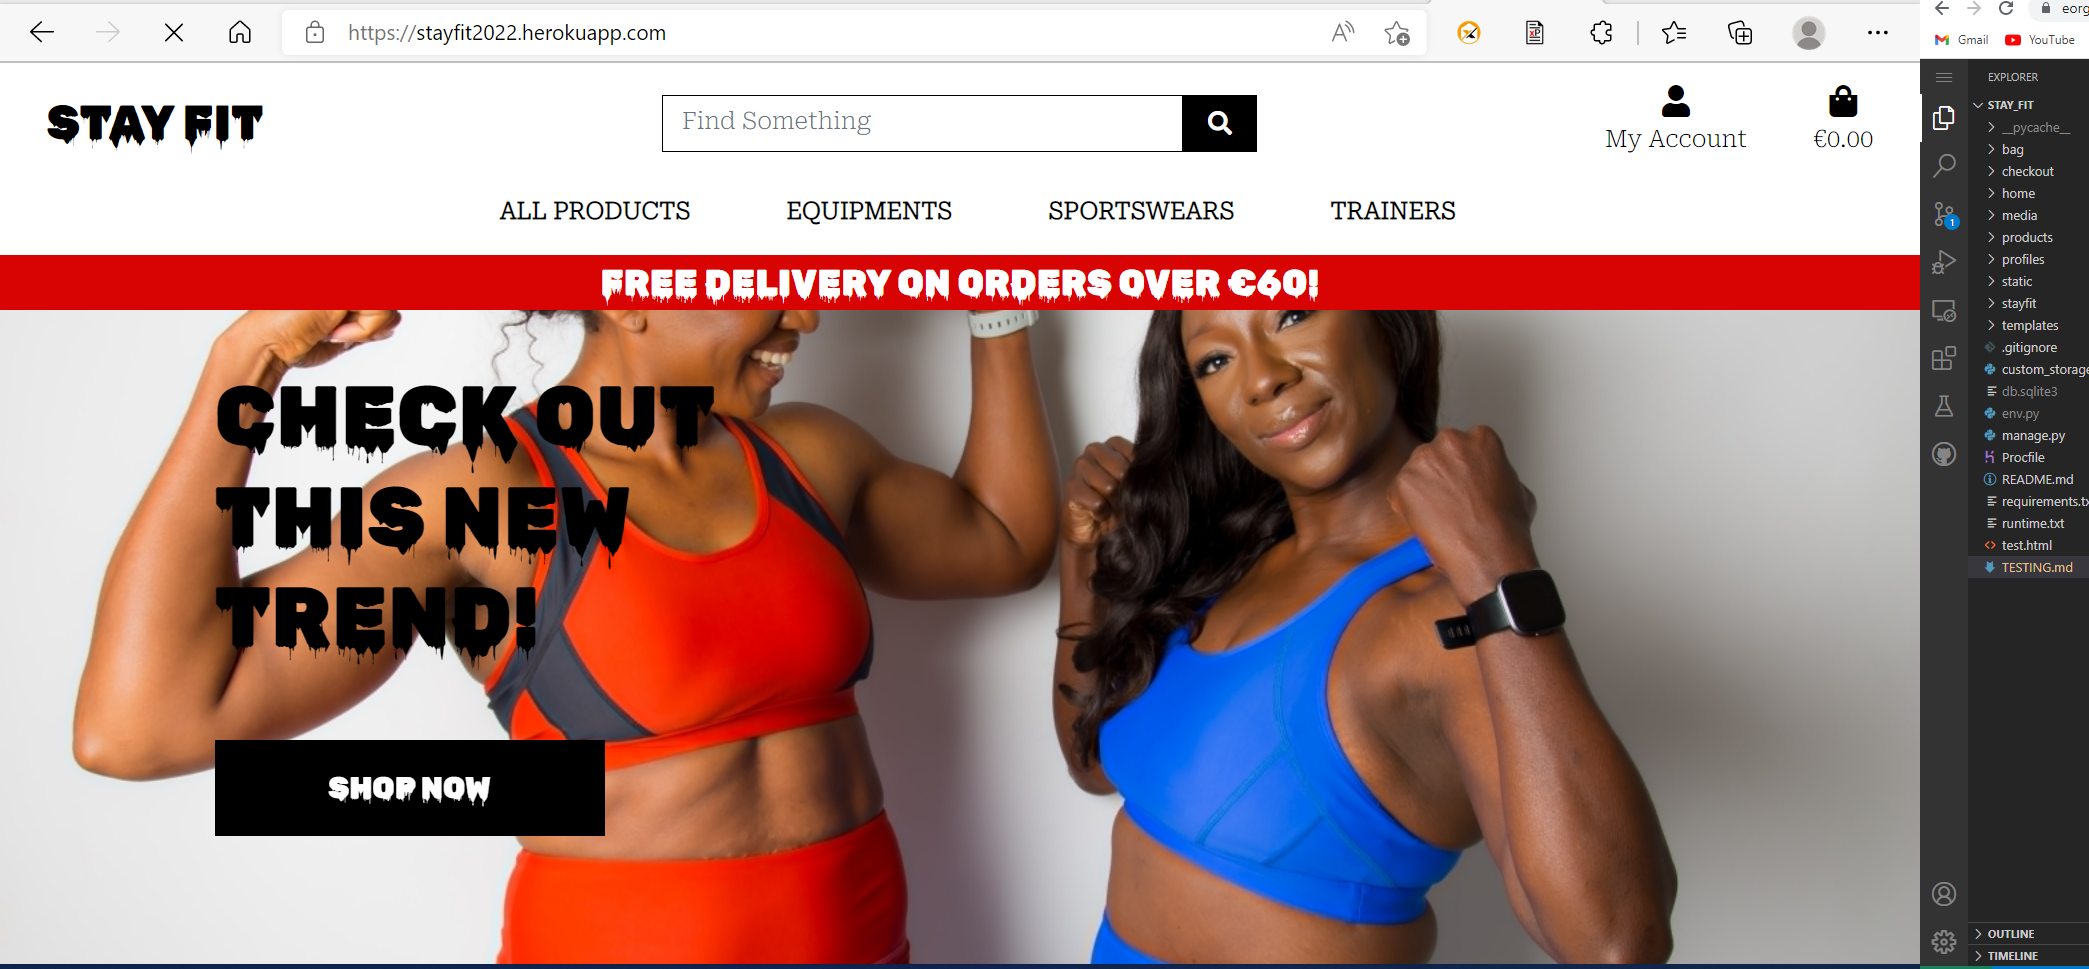 https://stayfit2022.herokuapp.com
STAY FIT
Find Something
My Account
€0.00
ALL PRODUCTS
EQUIPMENTS
SPORTSWEARS
TRAINERS
FREE DELIVERY ON ORDERS OVER €60!
CHECK OUT
THIS NEW
TREND!
SHOP NOW
eorg
Gmail
YouTube
EXPLORER
STAY_FIT
__pycache__
bag
checkout
home
media
products
profiles
static
stayfit
templates
.gitignore
custom_storage
db.sqlite3
env.py
manage.py
Procfile
README.md
requirements.tx
runtime.txt
test.html
TESTING.md
1
OUTLINE
TIMELINE